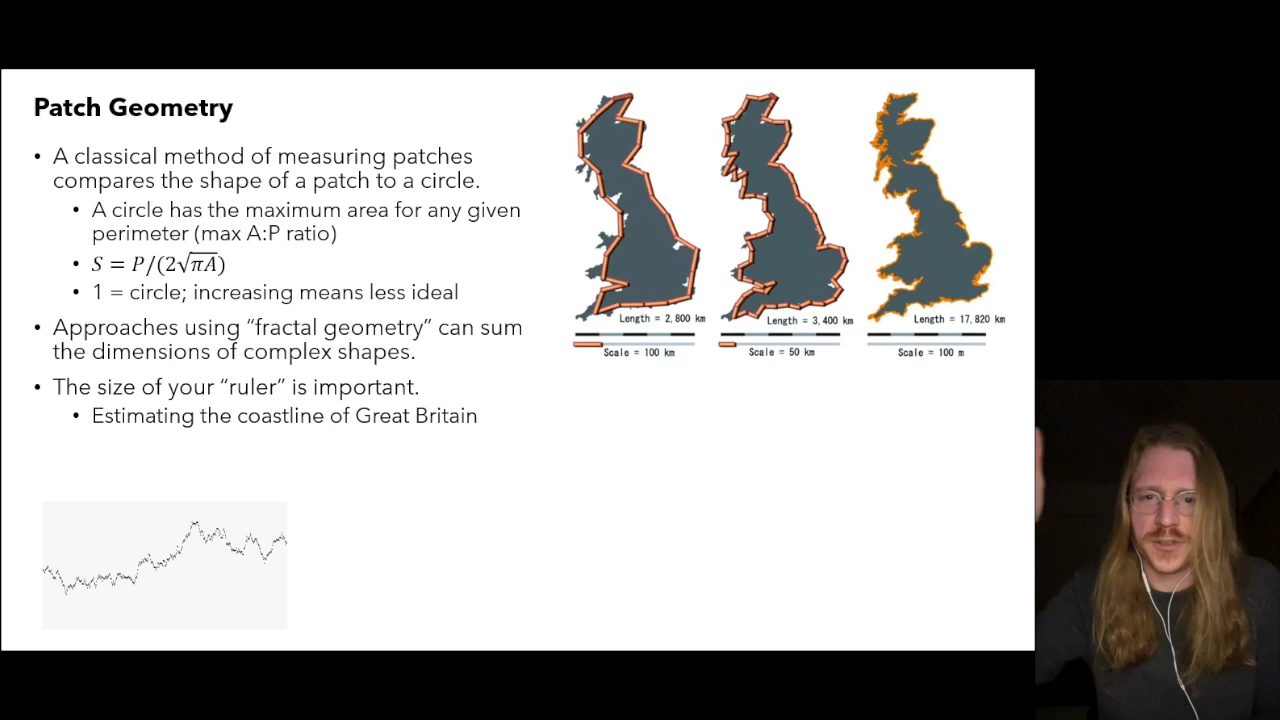 Patch Geometry
• A classical method of measuring patches
compares the shape of a patch to a circle.
• A circle has the maximum area for any given
perimeter (max A:P ratio)
• S = P/(2√πA)
• 1 = circle; increasing means less ideal
• Approaches using “fractal geometry” can sum
the dimensions of complex shapes.
• The size of your “ruler” is important.
• Estimating the coastline of Great Britain
Length = 2,800 km
Scale = 100 km
Length = 3,400 km
Scale = 50 km
Length = 17,820 km
Scale = 100 m